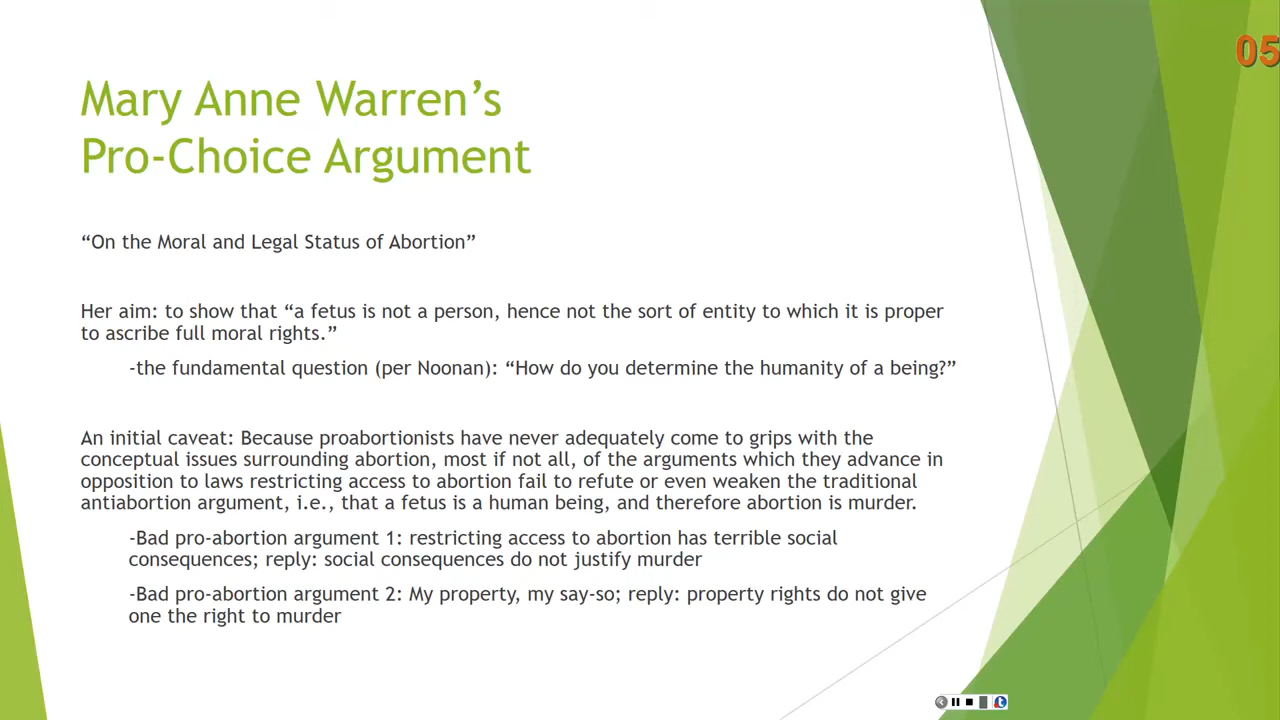 05
Mary Anne Warren’s
Pro-Choice Argument
“On the Moral and Legal Status of Abortion”
Her aim: to show that “a fetus is not a person, hence not the sort of entity to which it is proper
to ascribe full moral rights.”
-the fundamental question (per Noonan): “How do you determine the humanity of a being?”
An initial caveat: Because proabortionists have never adequately come to grips with the
conceptual issues surrounding abortion, most if not all, of the arguments which they advance in
opposition to laws restricting access to abortion fail to refute or even weaken the traditional
antiabortion argument, i.e., that a fetus is a human being, and therefore abortion is murder.
-Bad pro-abortion argument 1: restricting access to abortion has terrible social
consequences; reply: social consequences do not justify murder
-Bad pro-abortion argument 2: My property, my say-so; reply: property rights do not give
one the right to murder